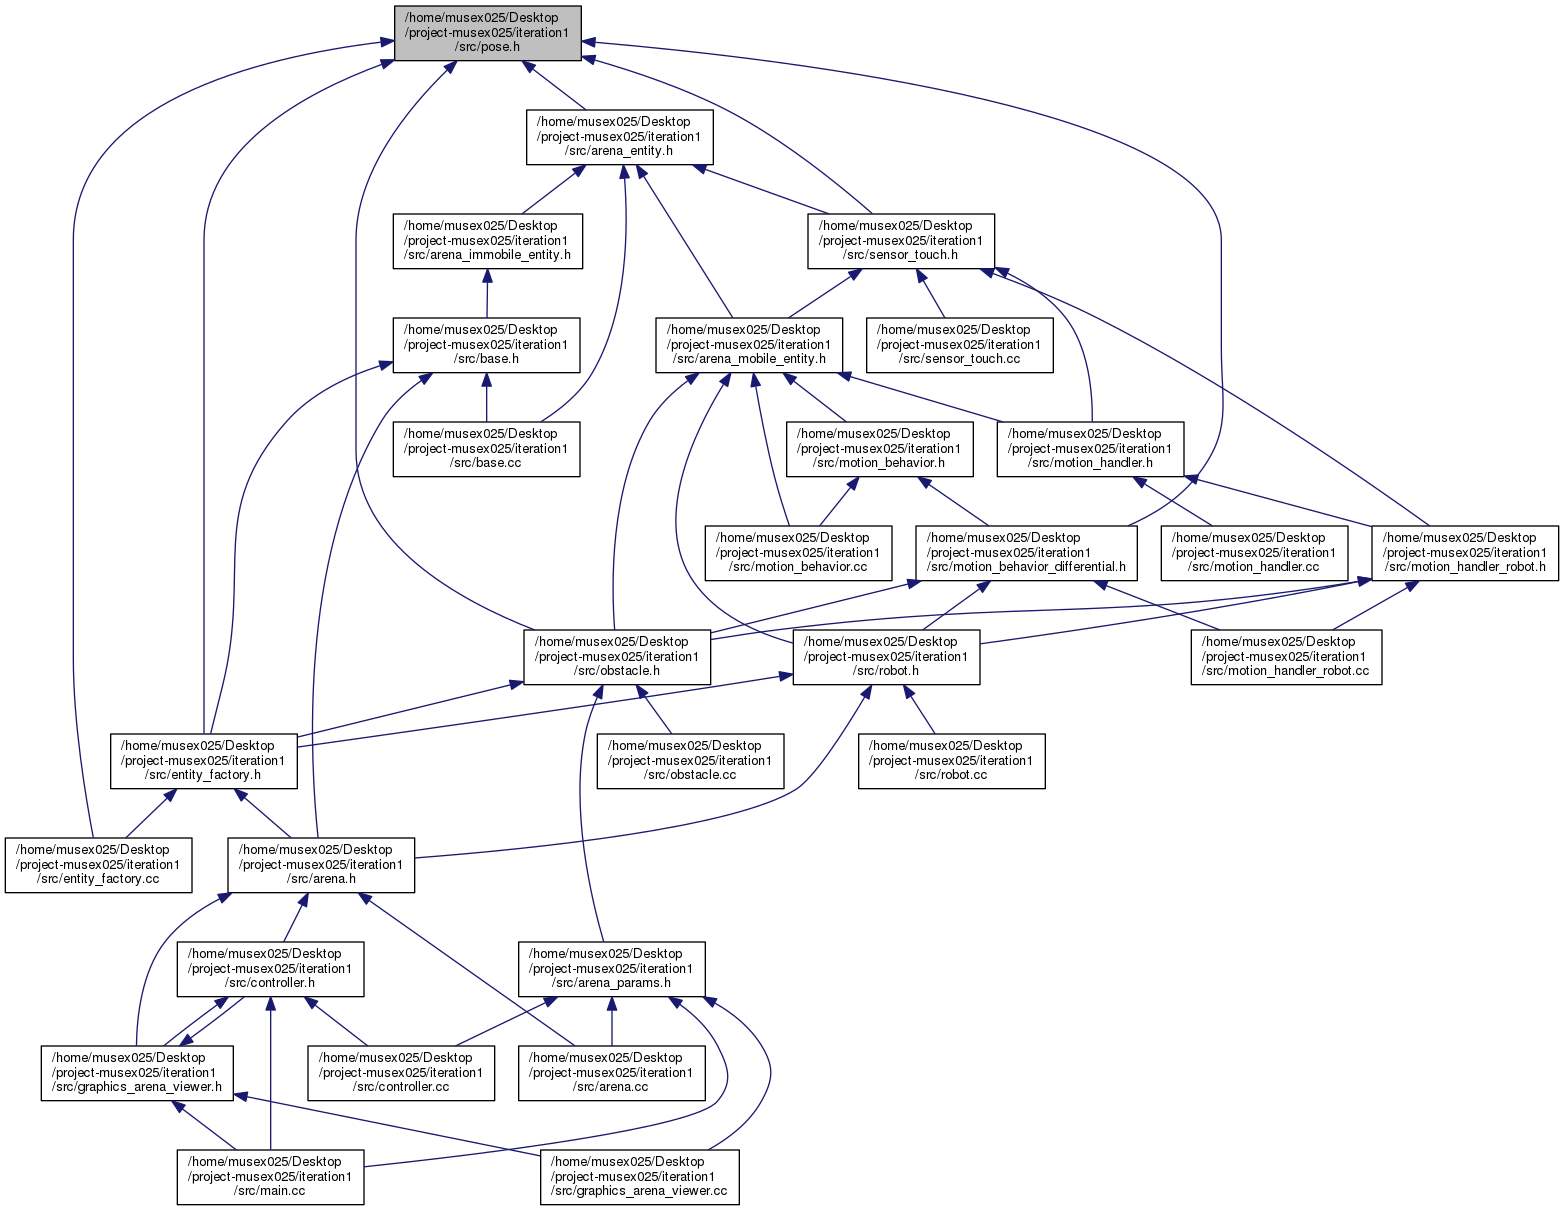 /home/musex025/Desktop
/project-musex025/iteration1
/src/pose.h
/home/musex025/Desktop
/project-musex025/iteration1
/src/arena_entity.h
/home/musex025/Desktop
/project-musex025/iteration1
/src/arena_immobile_entity.h
/home/musex025/Desktop
/project-musex025/iteration1
/src/sensor_touch.h
/home/musex025/Desktop
/project-musex025/iteration1
/src/base.h
/home/musex025/Desktop
/project-musex025/iteration1
/src/arena_mobile_entity.h
/home/musex025/Desktop
/project-musex025/iteration1
/src/sensor_touch.cc
/home/musex025/Desktop
/project-musex025/iteration1
/src/base.cc
/home/musex025/Desktop
/project-musex025/iteration1
/src/motion_behavior.h
/home/musex025/Desktop
/project-musex025/iteration1
/src/motion_handler.h
/home/musex025/Desktop
/project-musex025/iteration1
/src/motion_behavior.cc
/home/musex025/Desktop
/project-musex025/iteration1
/src/motion_behavior_differential.h
/home/musex025/Desktop
/project-musex025/iteration1
/src/motion_handler.cc
/home/musex025/Desktop
/project-musex025/iteration1
/src/motion_handler_robot.h
/home/musex025/Desktop
/project-musex025/iteration1
/src/obstacle.h
/home/musex025/Desktop
/project-musex025/iteration1
/src/robot.h
/home/musex025/Desktop
/project-musex025/iteration1
/src/motion_handler_robot.cc
/home/musex025/Desktop
/project-musex025/iteration1
/src/entity_factory.h
/home/musex025/Desktop
/project-musex025/iteration1
/src/obstacle.cc
/home/musex025/Desktop
/project-musex025/iteration1
/src/robot.cc
/home/musex025/Desktop
/project-musex025/iteration1
/src/entity_factory.cc
/home/musex025/Desktop
/project-musex025/iteration1
/src/arena.h
/home/musex025/Desktop
/project-musex025/iteration1
/src/controller.h
/home/musex025/Desktop
/project-musex025/iteration1
/src/arena_params.h
/home/musex025/Desktop
/project-musex025/iteration1
/src/graphics_arena_viewer.h
/home/musex025/Desktop
/project-musex025/iteration1
/src/controller.cc
/home/musex025/Desktop
/project-musex025/iteration1
/src/arena.cc
/home/musex025/Desktop
/project-musex025/iteration1
/src/main.cc
/home/musex025/Desktop
/project-musex025/iteration1
/src/graphics_arena_viewer.cc